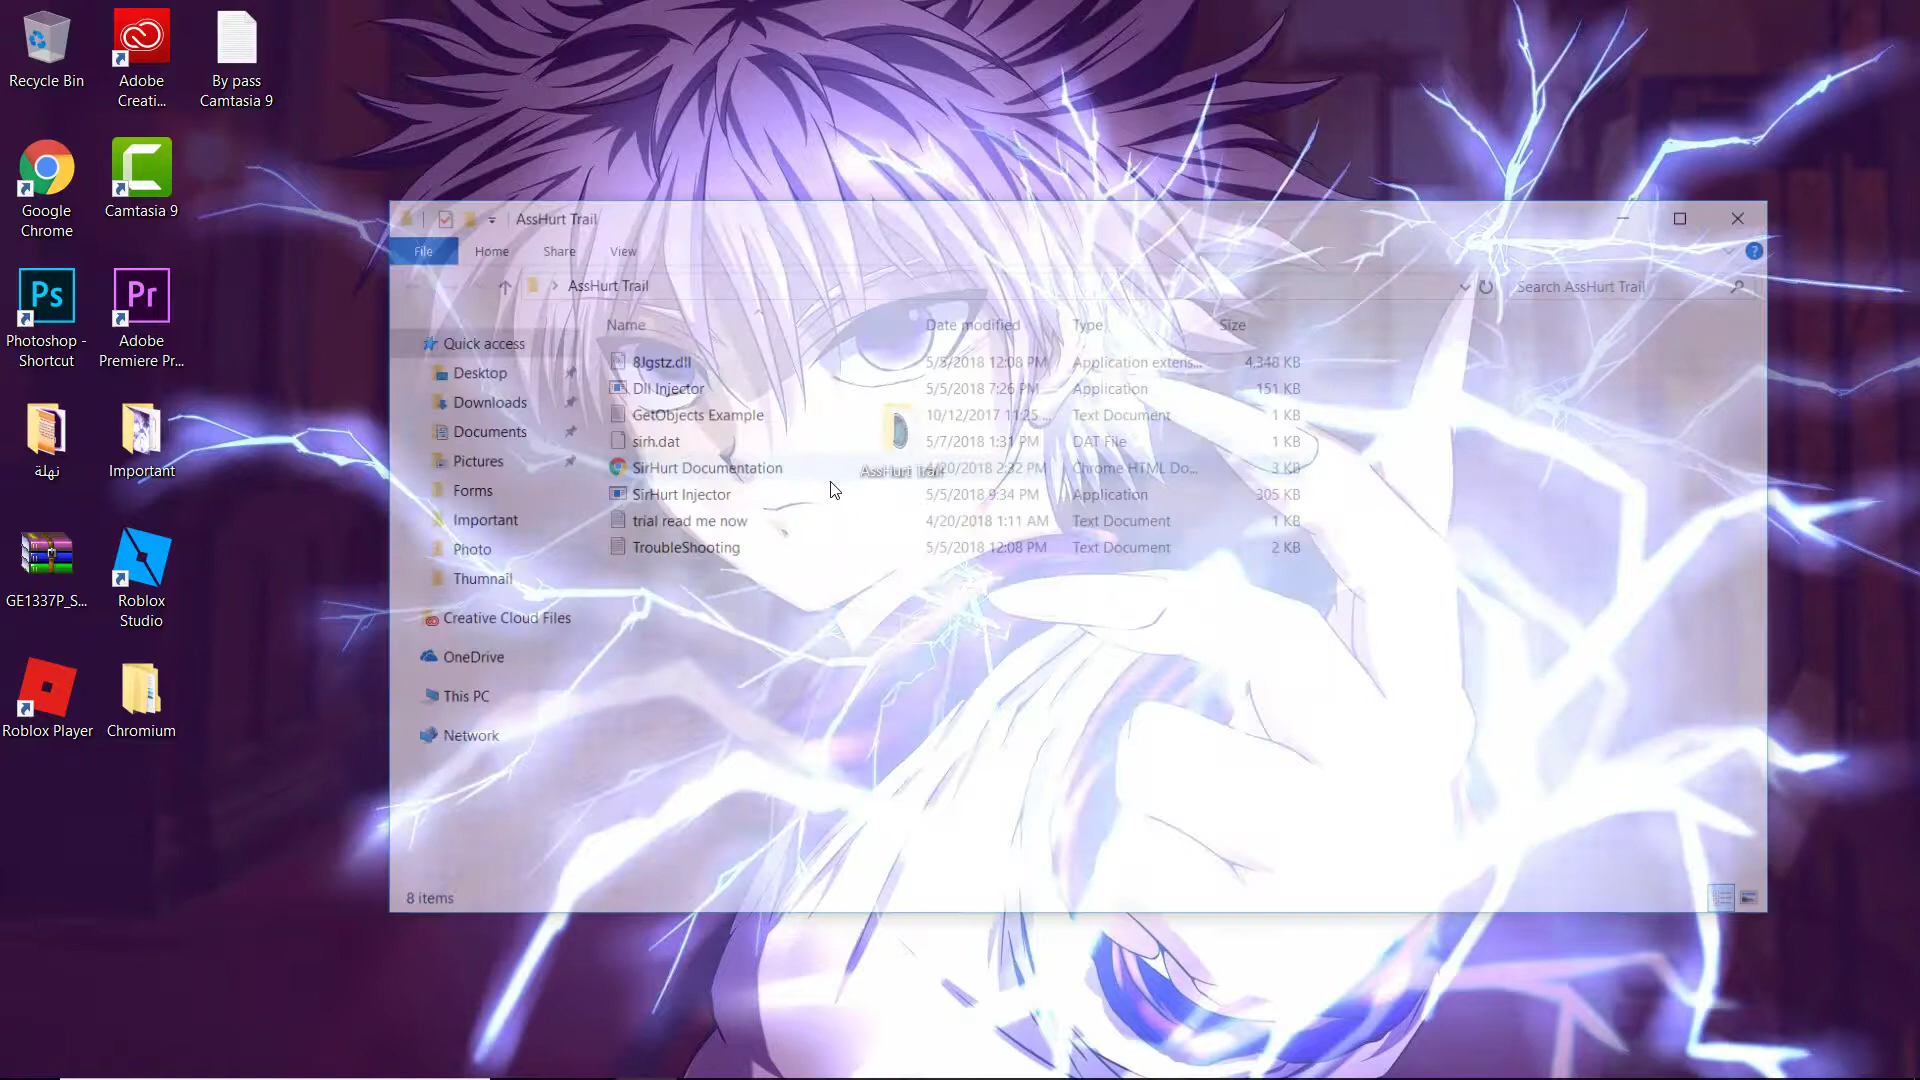 Recycle Bin
Adobe
Creati...
By pass
Camtasia 9
Google
Chrome
Camtasia 9
Ps
Photoshop -
Shortcut
Pr
Adobe
Premiere Pr...
نهلة
Important
GE1337P_S...
Roblox
Studio
Roblox Player
Chromium
AssHurt Trail
File
Home
Share
View
AssHurt Trail
Search AssHurt Trail
Quick access
Desktop
Downloads
Documents
Pictures
Forms
Important
Photo
Thumnail
Creative Cloud Files
OneDrive
This PC
Network
Name Date modified Type Size
8Jgstz.dll 5/5/2018 12:08 PM Application extens... 4,348 KB
Dll Injector 5/5/2018 7:26 PM Application 151 KB
GetObjects Example 10/12/2017 11:25 ... Text Document 1 KB
sirh.dat 5/7/2018 1:31 PM DAT File 1 KB
SirHurt Documentation 4/20/2018 2:32 PM Chrome HTML Do... 3 KB
SirHurt Injector 5/5/2018 9:34 PM Application 305 KB
trial read me now 4/20/2018 1:11 AM Text Document 1 KB
TroubleShooting 5/5/2018 12:08 PM Text Document 2 KB
AssHurt Trail
8 items